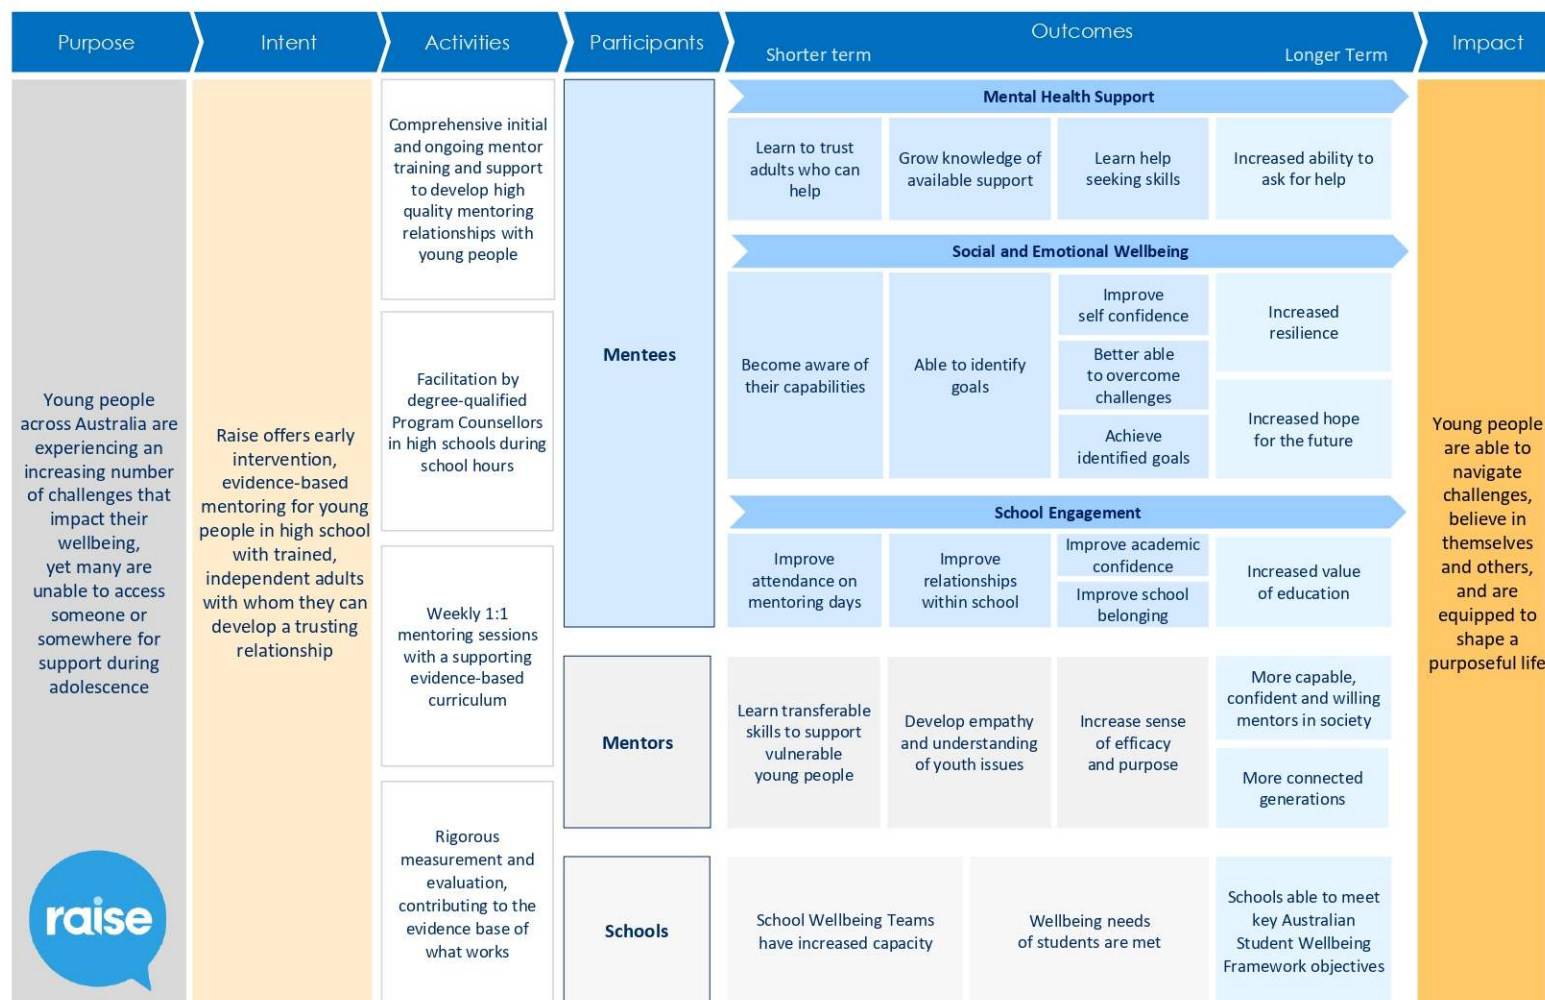 Purpose
Intent
Activities
Participants
Outcomes
Shorter term
Longer Term
Impact
Young people
across Australia are
experiencing an
increasing number
of challenges that
impact their
wellbeing,
yet many are
unable to access
someone or
somewhere for
support during
adolescence
raise
Raise offers early
intervention,
evidence-based
mentoring for young
people in high school
with trained,
independent adults
with whom they can
develop a trusting
relationship
Comprehensive initial
and ongoing mentor
training and support
to develop high
quality mentoring
relationships with
young people
Facilitation by
degree-qualified
Program Counsellors
in high schools during
school hours
Weekly 1:1
mentoring sessions
with a supporting
evidence-based
curriculum
Rigorous
measurement and
evaluation,
contributing to the
evidence base of
what works
Mentees
Mental Health Support
Learn to trust
adults who can
help
Grow knowledge of
available support
Learn help
seeking skills
Increased ability to
ask for help
Social and Emotional Wellbeing
Become aware of
their capabilities
Able to identify
goals
Improve
self confidence
Better able
to overcome
challenges
Achieve
identified goals
Increased
resilience
Increased hope
for the future
School Engagement
Improve
attendance on
mentoring days
Improve
relationships
within school
Improve academic
confidence
Improve school
belonging
Increased value
of education
Mentors
Learn transferable
skills to support
vulnerable
young people
Develop empathy
and understanding
of youth issues
Increase sense
of efficacy
and purpose
More capable,
confident and willing
mentors in society
More connected
generations
Schools
School Wellbeing Teams
have increased capacity
Wellbeing needs
of students are met
Schools able to meet
key Australian
Student Wellbeing
Framework objectives
Young people
are able to
navigate
challenges,
believe in
themselves
and others,
and are
equipped to
shape a
purposeful life